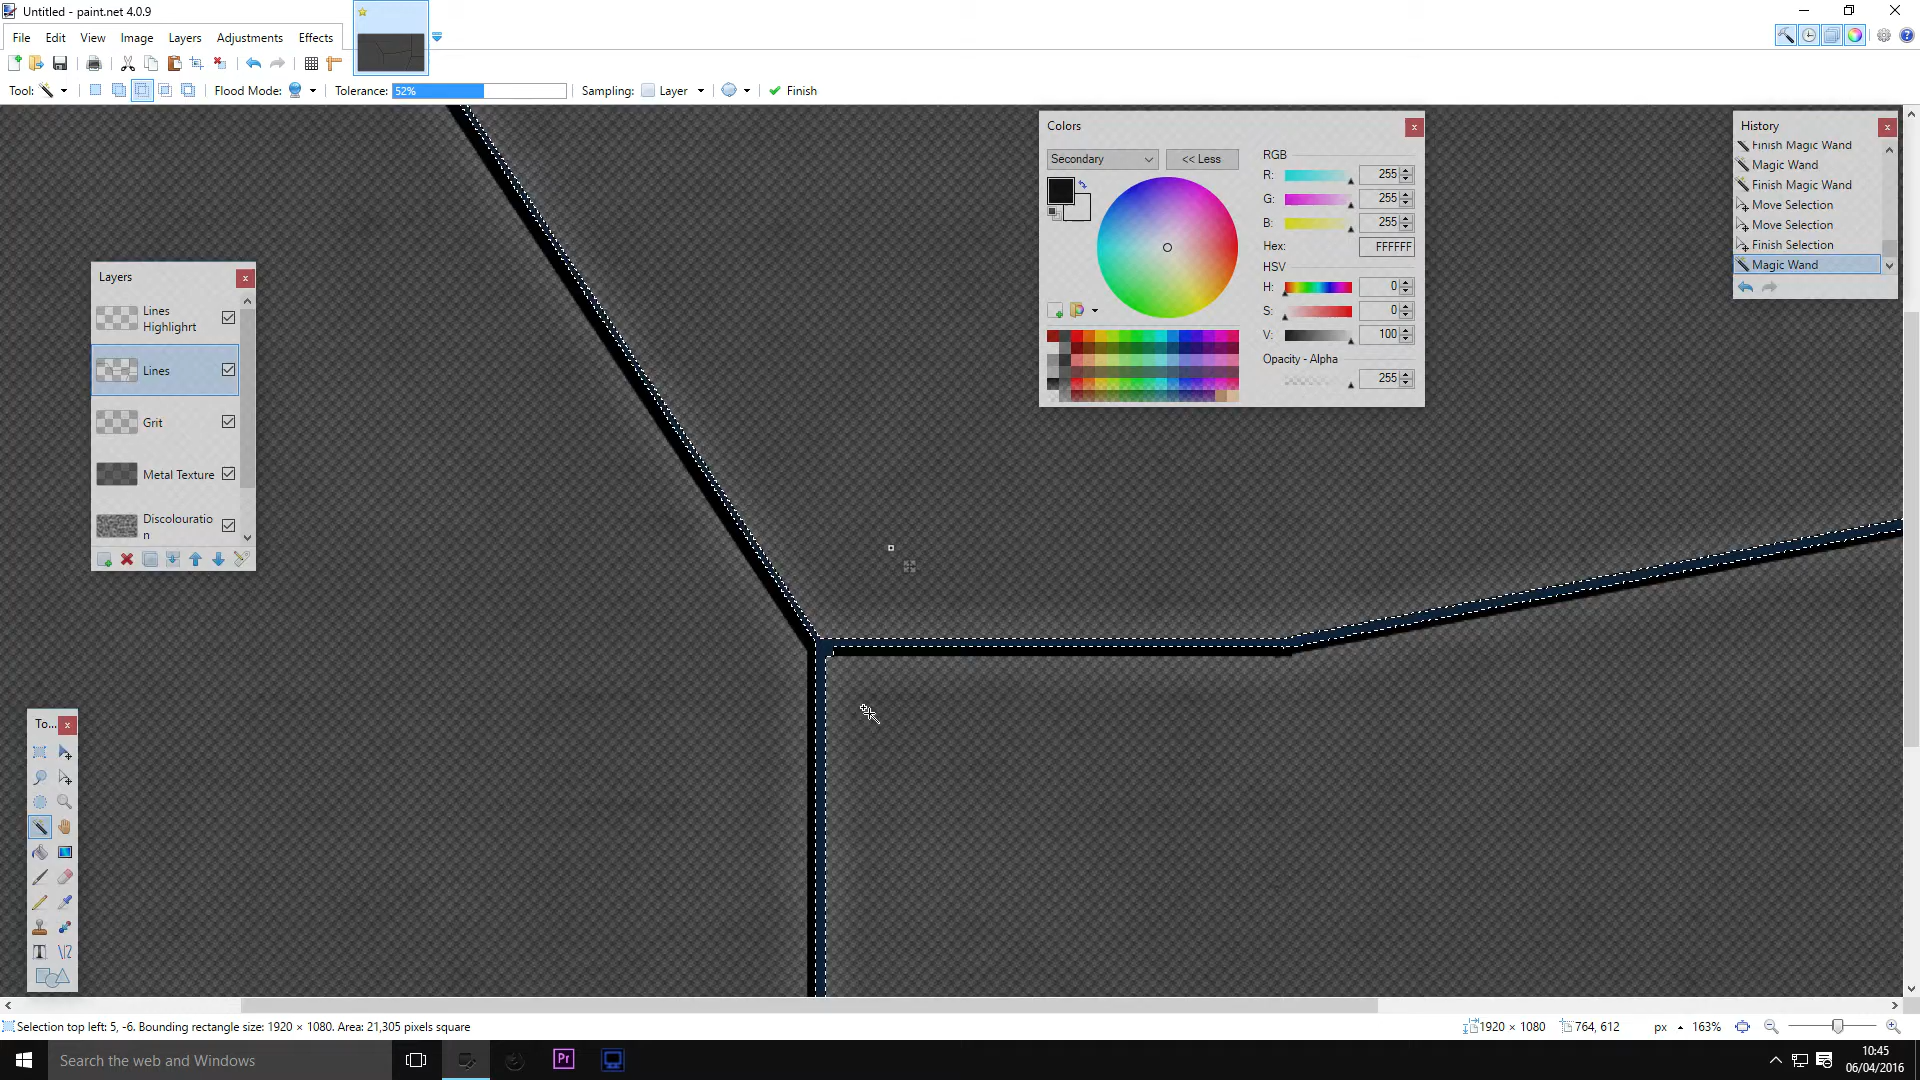 Untitled - paint.net 4.0.9
File Edit View Image Layers Adjustments Effects
Tool: Flood Mode: Tolerance: 52% Sampling: Layer Finish
Colors
Secondary << Less
RGB
R: 255
G: 255
B: 255
Hex: FFFFFF
HSV
H: 0
S: 0
V: 100
Opacity - Alpha
255
History
Finish Magic Wand
Magic Wand
Finish Magic Wand
Move Selection
Move Selection
Finish Selection
Magic Wand
Layers
Lines
Highlighrt
Lines
Grit
Metal Texture
Discolouratio
n
To...
Selection top left: 5, -6. Bounding rectangle size: 1920 × 1080. Area: 21,305 pixels square
1920 × 1080 764, 612 px 163%
Search the web and Windows
Pr
10:45
06/04/2016